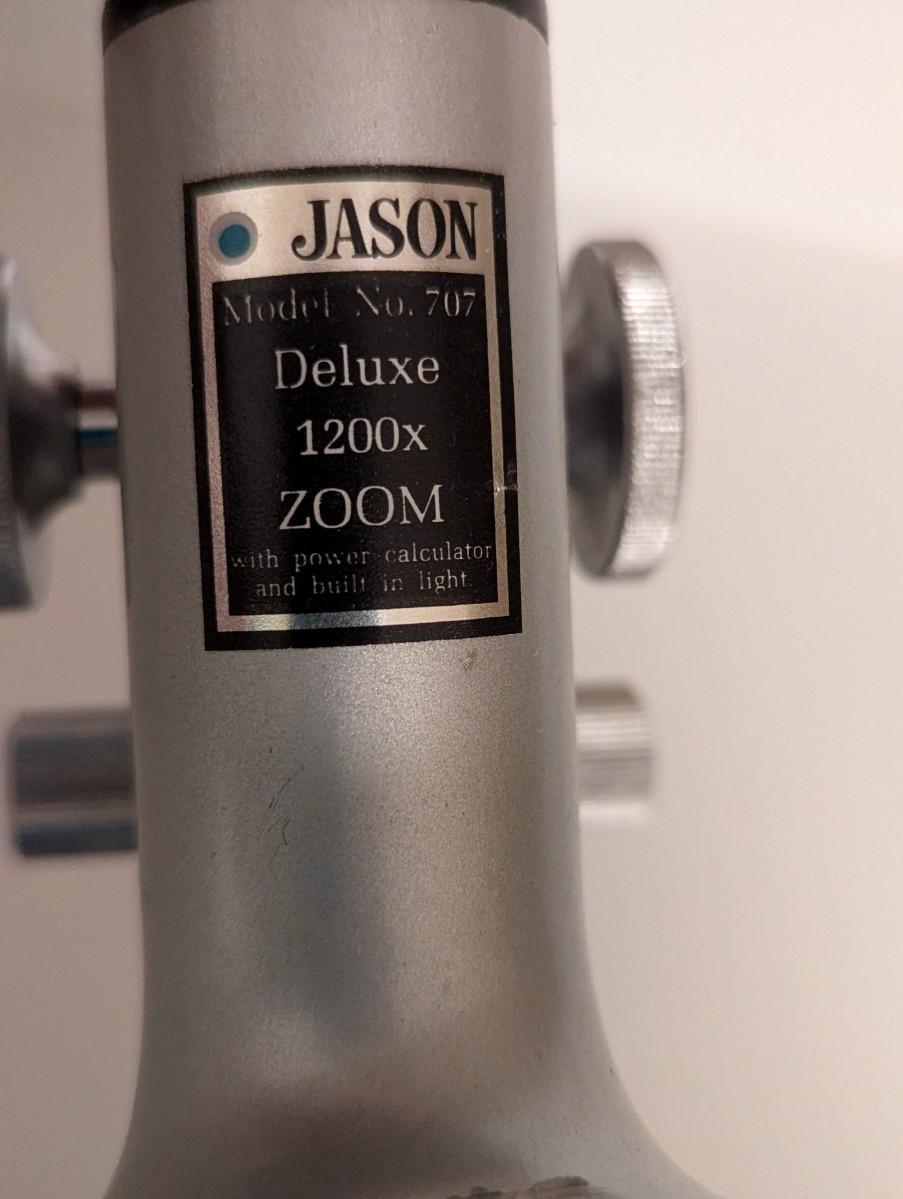 JASON
Model No. 707
Deluxe
1200x
ZOOM
with power calculator
and built in light